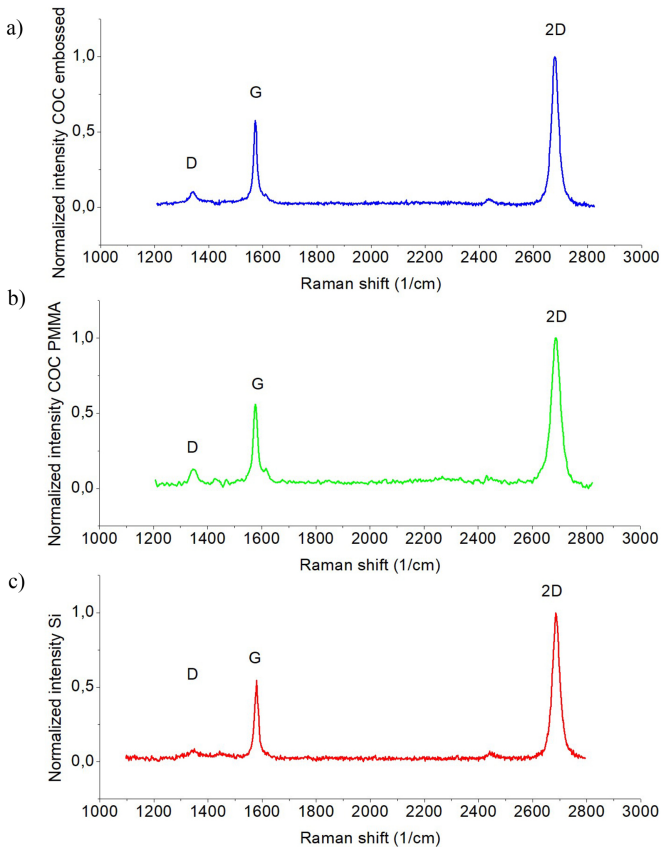 a)
Normalized intensity COC embossed
2D
1,0
G
0,5
D
0,0
1000 1200 1400 1600 1800 2000 2200 2400 2600 2800 3000
Raman shift (1/cm)
b)
Normalized intensity COC PMMA
2D
1,0
G
0,5
D
0,0
1000 1200 1400 1600 1800 2000 2200 2400 2600 2800 3000
Raman shift (1/cm)
c)
Normalized intensity Si
2D
1,0
G
D
0,5
0,0
1000 1200 1400 1600 1800 2000 2200 2400 2600 2800 3000
Raman shift (1/cm)